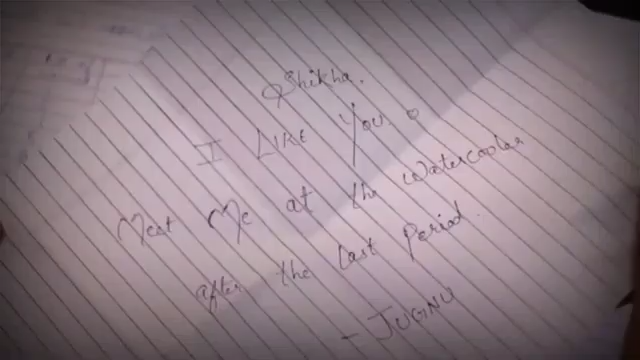 Shikha.
I LIKE YOU.
Meet Me at the watercooler
after the last Period.
- JUGNU